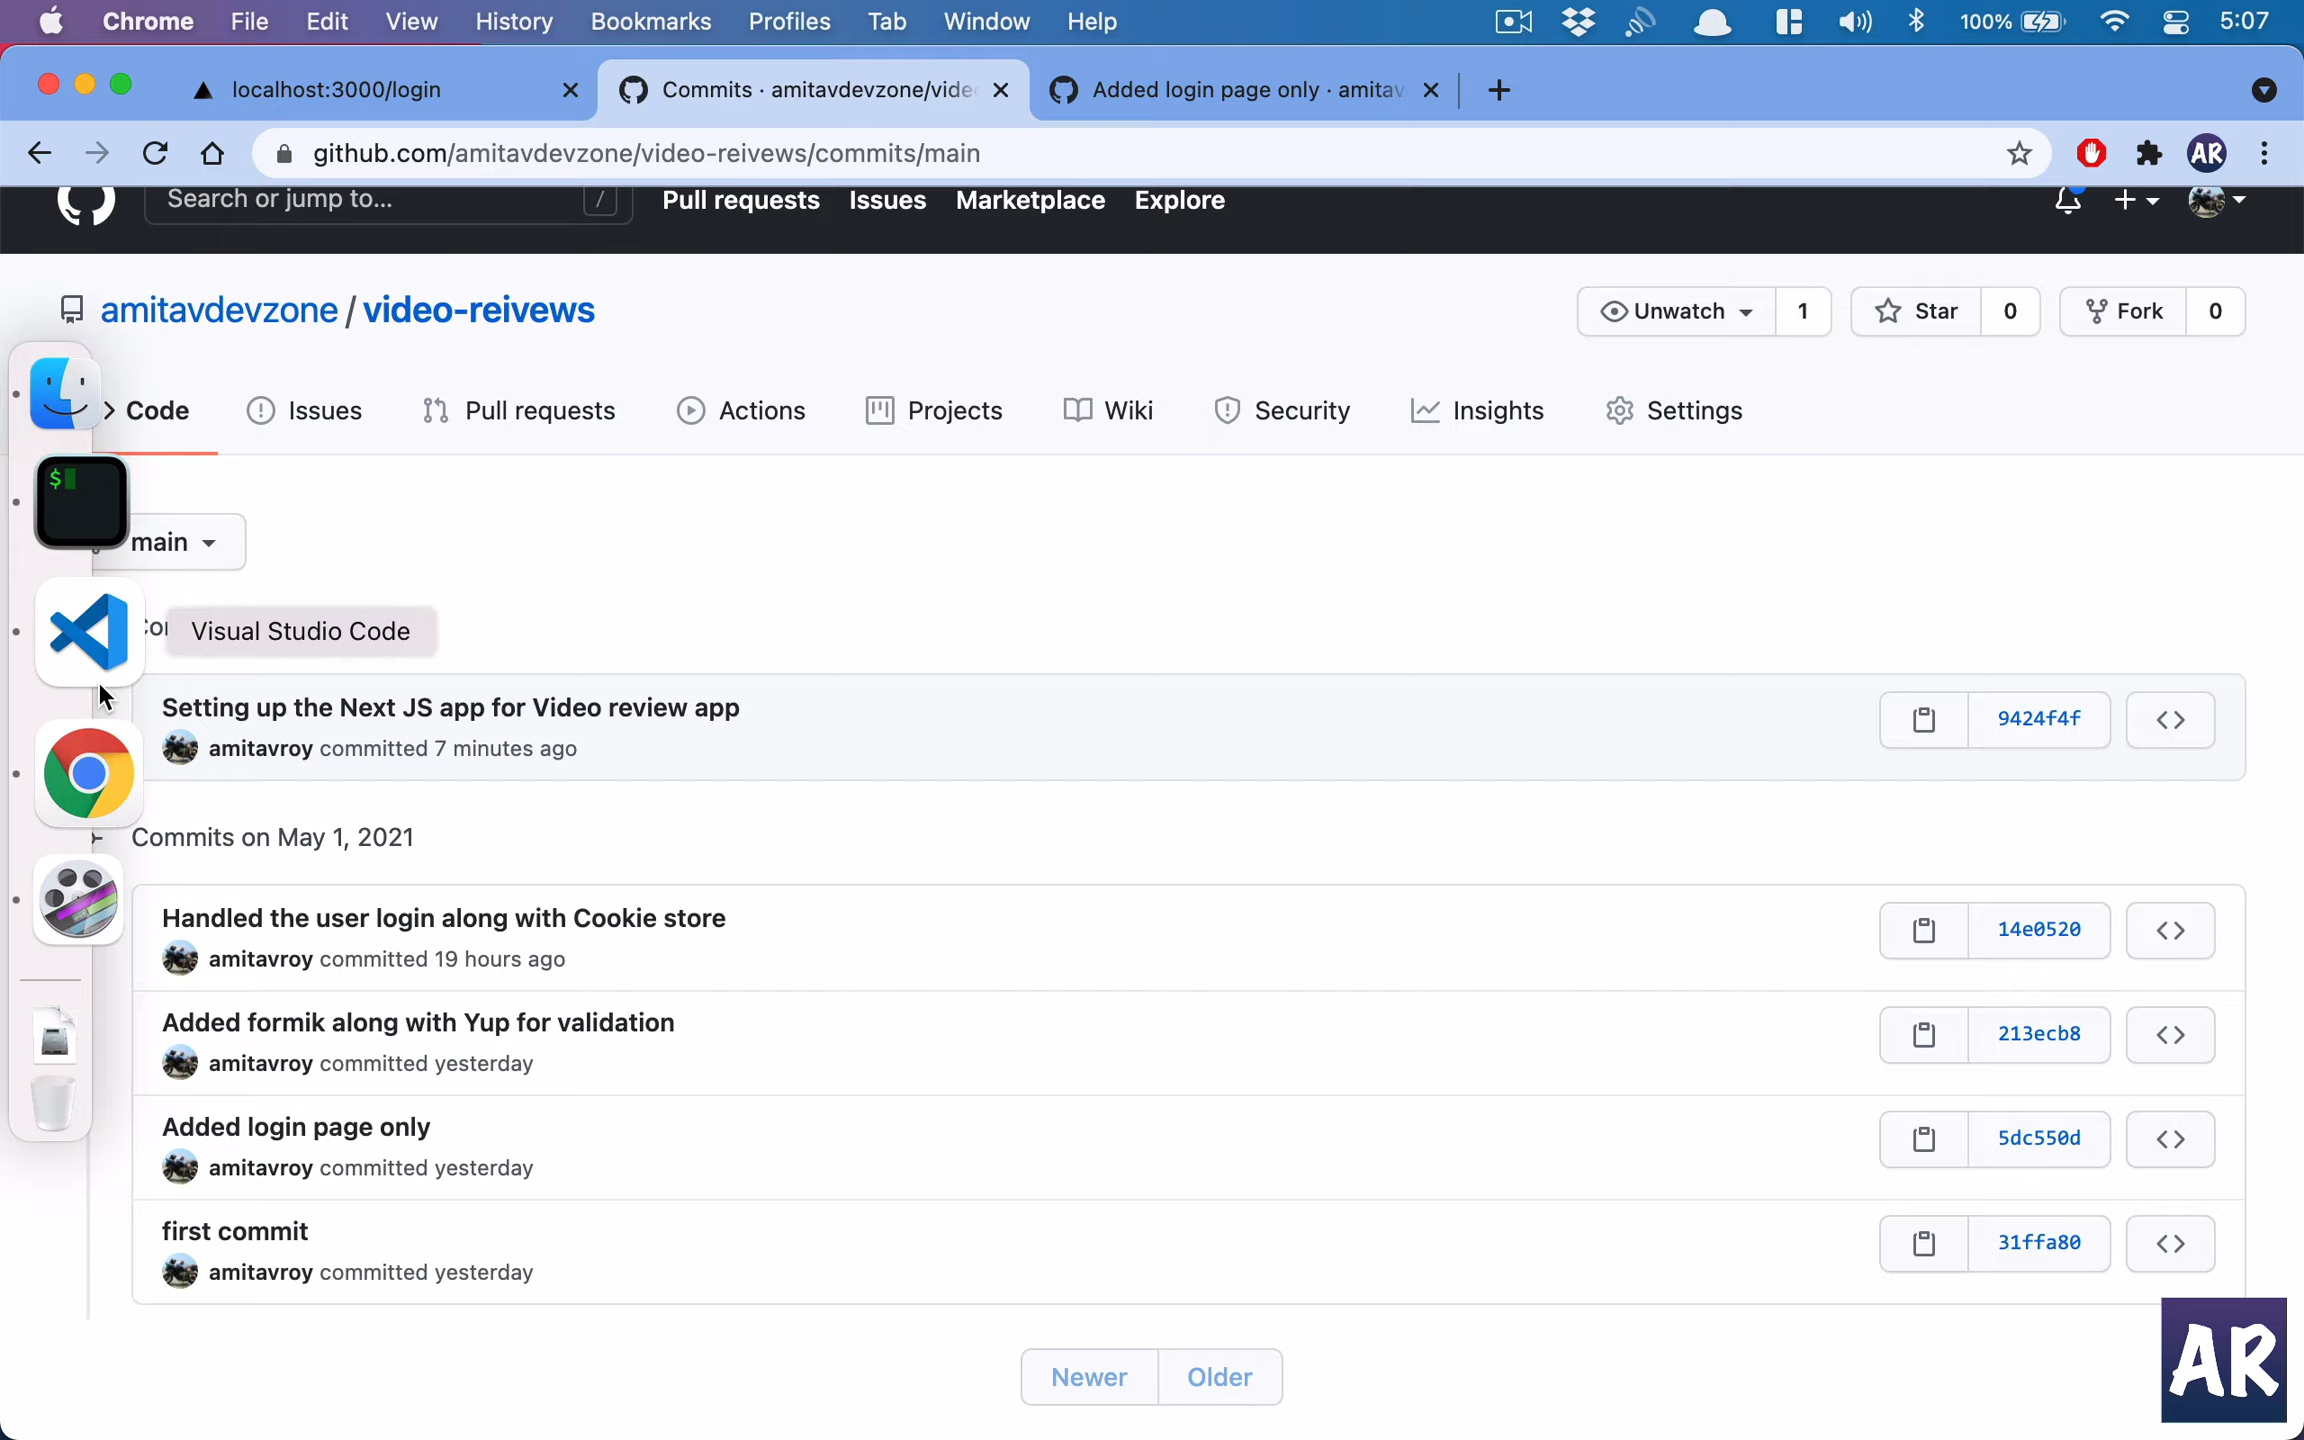 Chrome File Edit View History Bookmarks Profiles Tab Window Help 100% 5:07
localhost:3000/login Commits · amitavdevzone/vide Added login page only · amitav
github.com/amitavdevzone/video-reivews/commits/main AR
Search or jump to... / Pull requests Issues Marketplace Explore
amitavdevzone / video-reivews Unwatch 1 Star 0 Fork 0
Code Issues Pull requests Actions Projects Wiki Security Insights Settings
$
main
Visual Studio Code
Setting up the Next JS app for Video review app
amitavroy committed 7 minutes ago
9424f4f
Commits on May 1, 2021
Handled the user login along with Cookie store
amitavroy committed 19 hours ago
14e0520
Added formik along with Yup for validation
amitavroy committed yesterday
213ecb8
Added login page only
amitavroy committed yesterday
5dc550d
first commit
amitavroy committed yesterday
31ffa80
Newer Older
AR